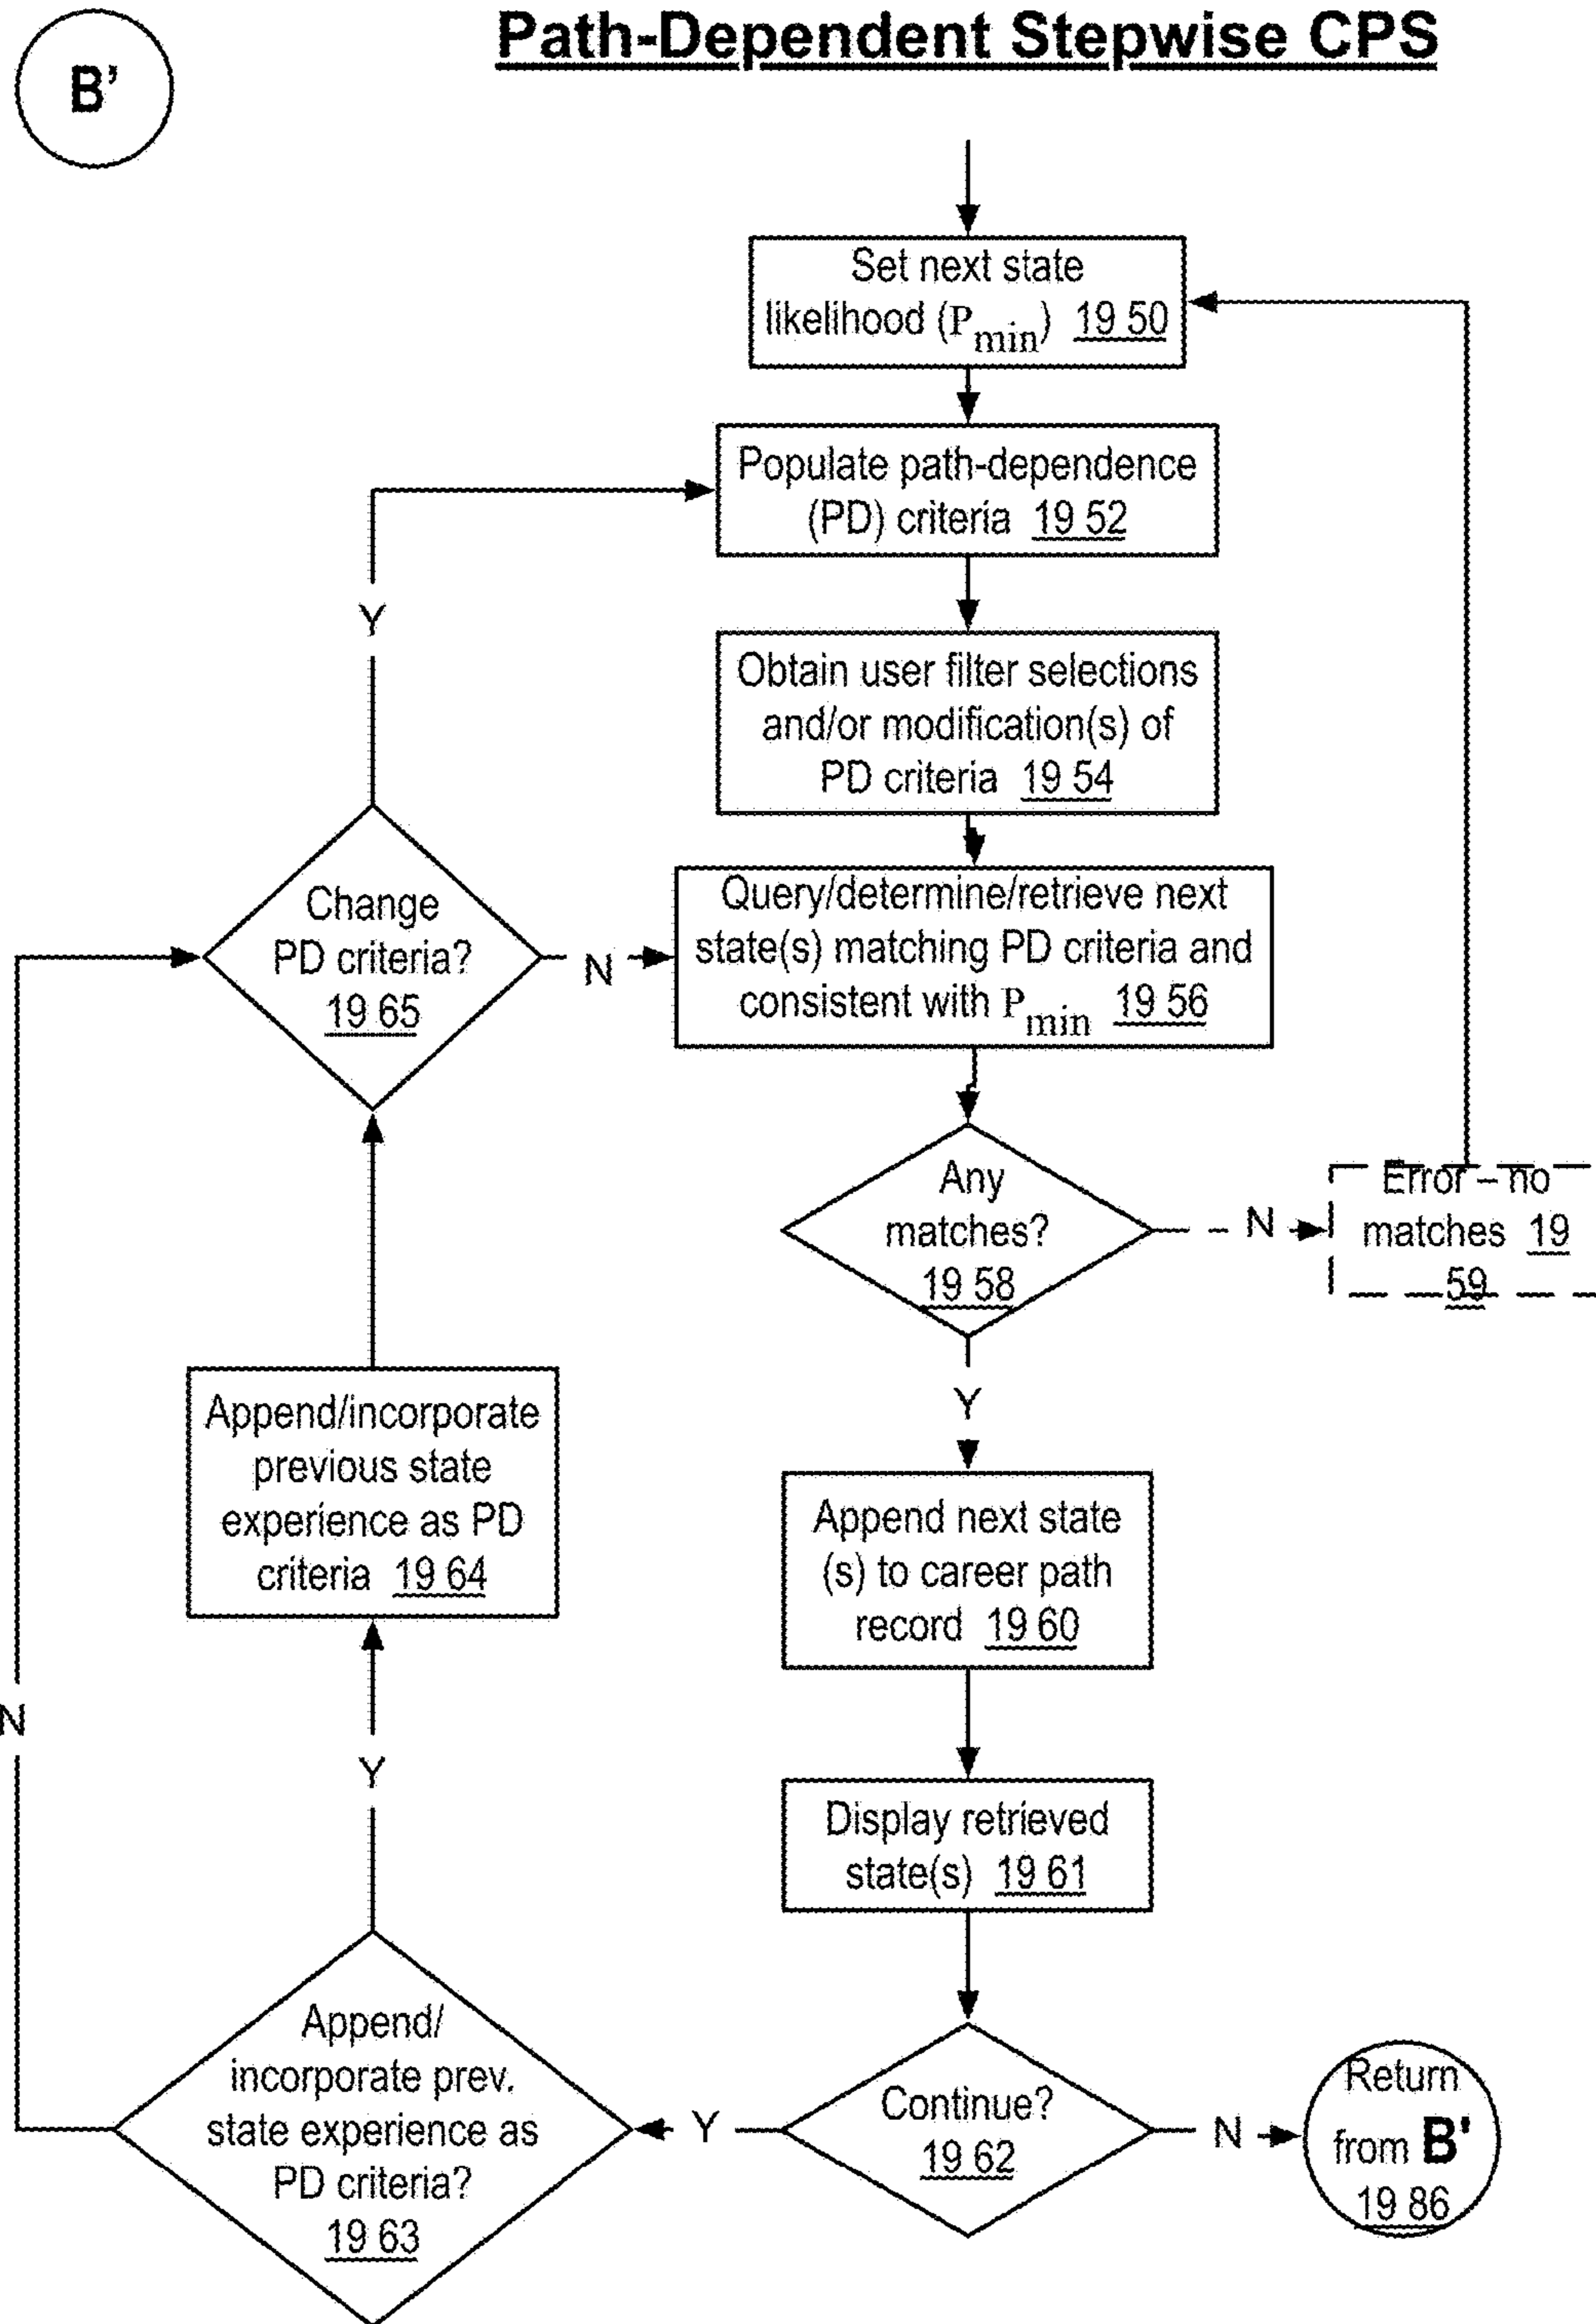 Path-Dependent Stepwise CPS
B'
Set next state
likelihood (Pmin) 19 50
Populate path-dependence
(PD) criteria 19 52
Y
Obtain user filter selections
and/or modification(s) of
PD criteria 19 54
Change
PD criteria?
19 65
N
Query/determine/retrieve next
state(s) matching PD criteria and
consistent with Pmin 19 56
Any
matches?
19 58
N
Error – no
matches 19
59
Y
Append/incorporate
previous state
experience as PD
criteria 19 64
Append next state
(s) to career path
record 19 60
N
Y
Display retrieved
state(s) 19 61
Append/
incorporate prev.
state experience as
PD criteria?
19 63
Y
Continue?
19 62
N
Return
from B'
19 86